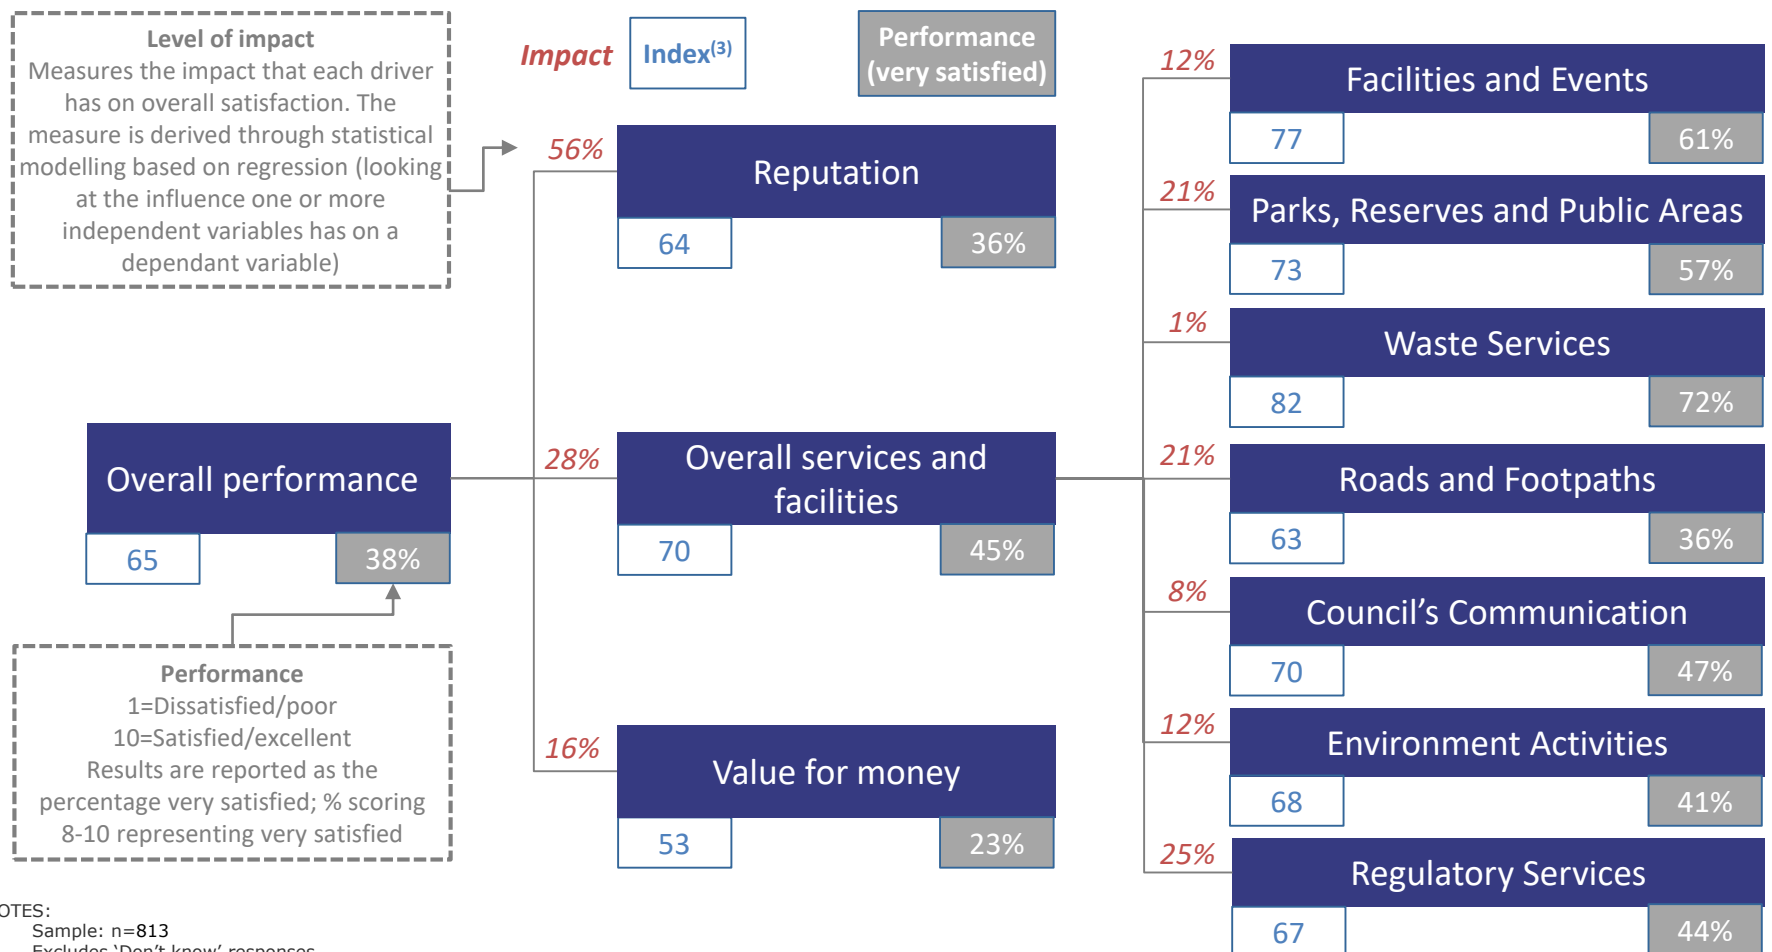 Level of impact
Measures the impact that each driver
has on overall satisfaction. The
measure is derived through statistical
modelling based on regression (looking
at the influence one or more
independent variables has on a
dependant variable)
Impact
Index(3)
Performance
(very satisfied)
56%
Reputation
64
36%
Overall performance
65
38%
28%
Overall services and
facilities
70
45%
16%
Value for money
53
23%
Performance
1=Dissatisfied/poor
10=Satisfied/excellent
Results are reported as the
percentage very satisfied; % scoring
8-10 representing very satisfied
12%
Facilities and Events
77
61%
21%
Parks, Reserves and Public Areas
73
57%
1%
Waste Services
82
72%
21%
Roads and Footpaths
63
36%
8%
Council’s Communication
70
47%
12%
Environment Activities
68
41%
25%
Regulatory Services
67
44%
OTES:
Sample: n=813
Excludes ‘Don’t know’ responses